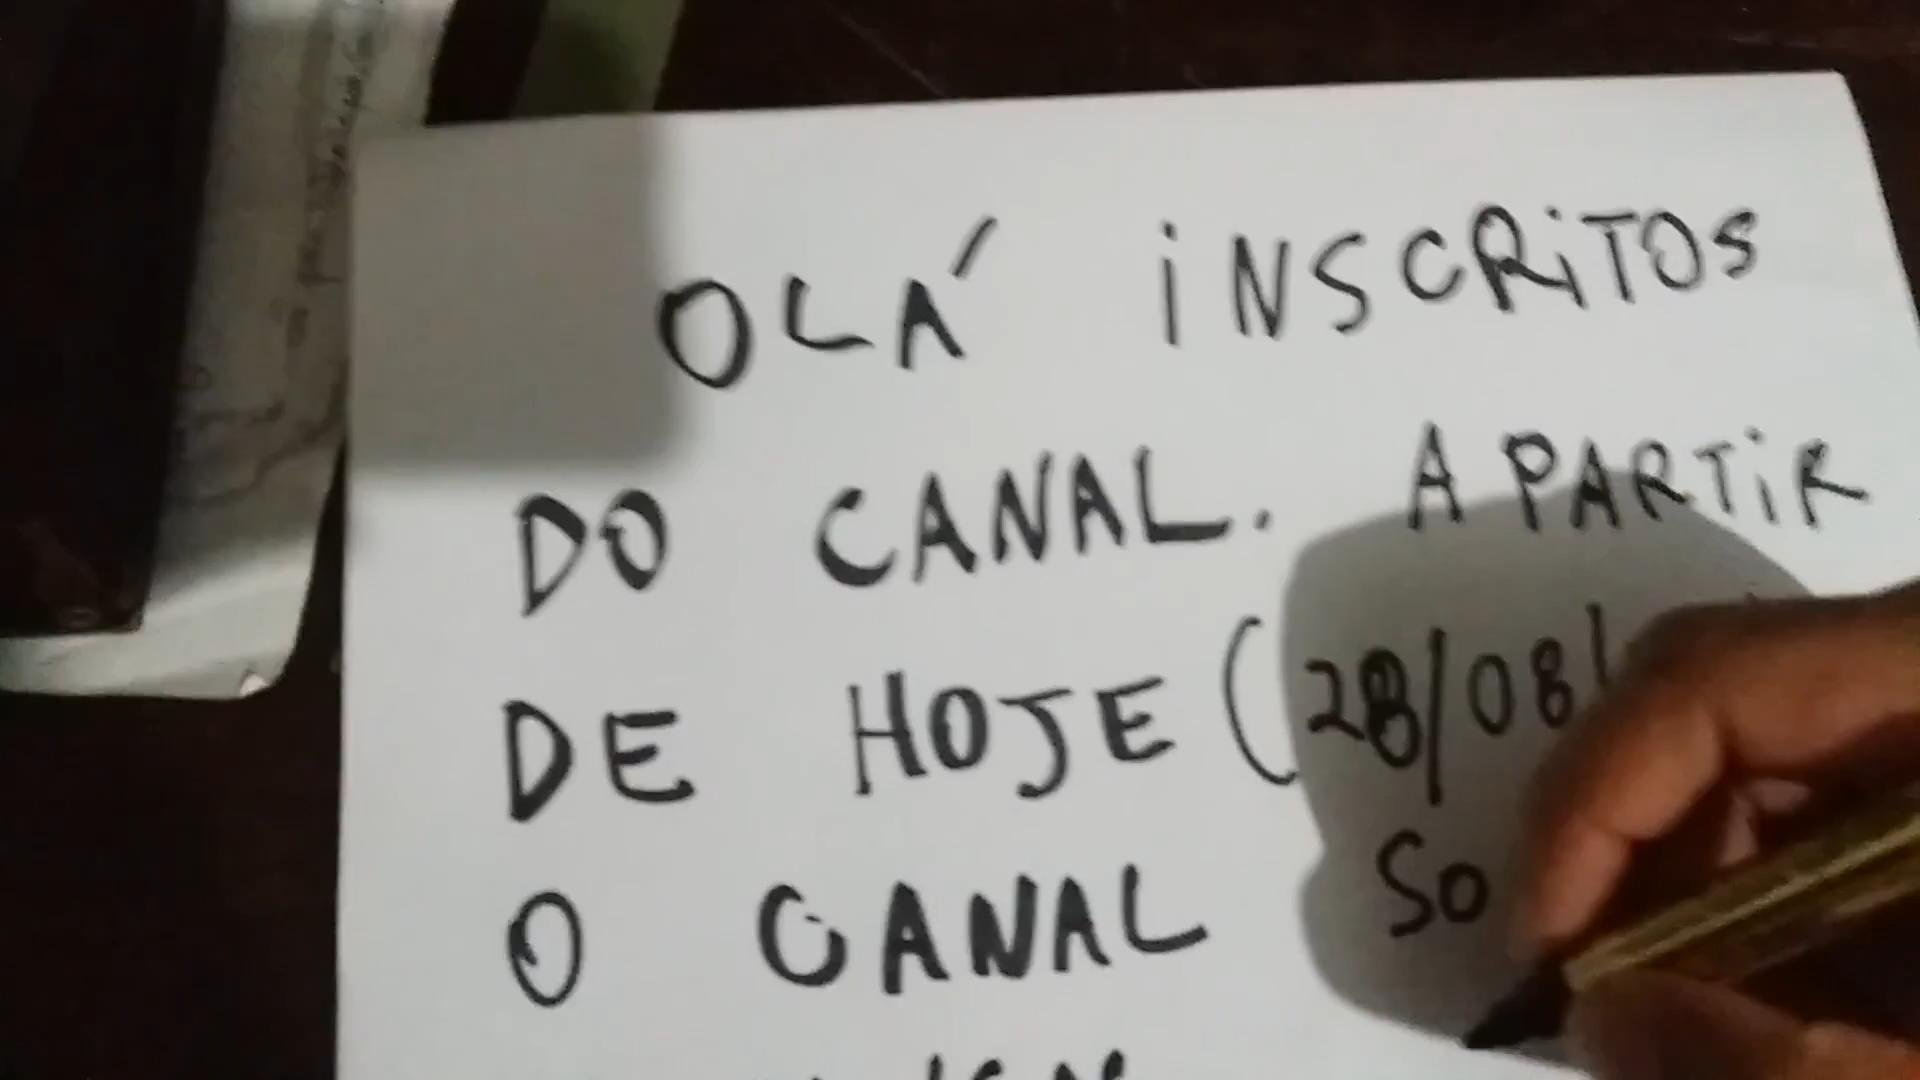 OLÁ iNSCRiTOS
DO CANAL. A PARTiR
DE HOJE (28/08/
O CANAL SO